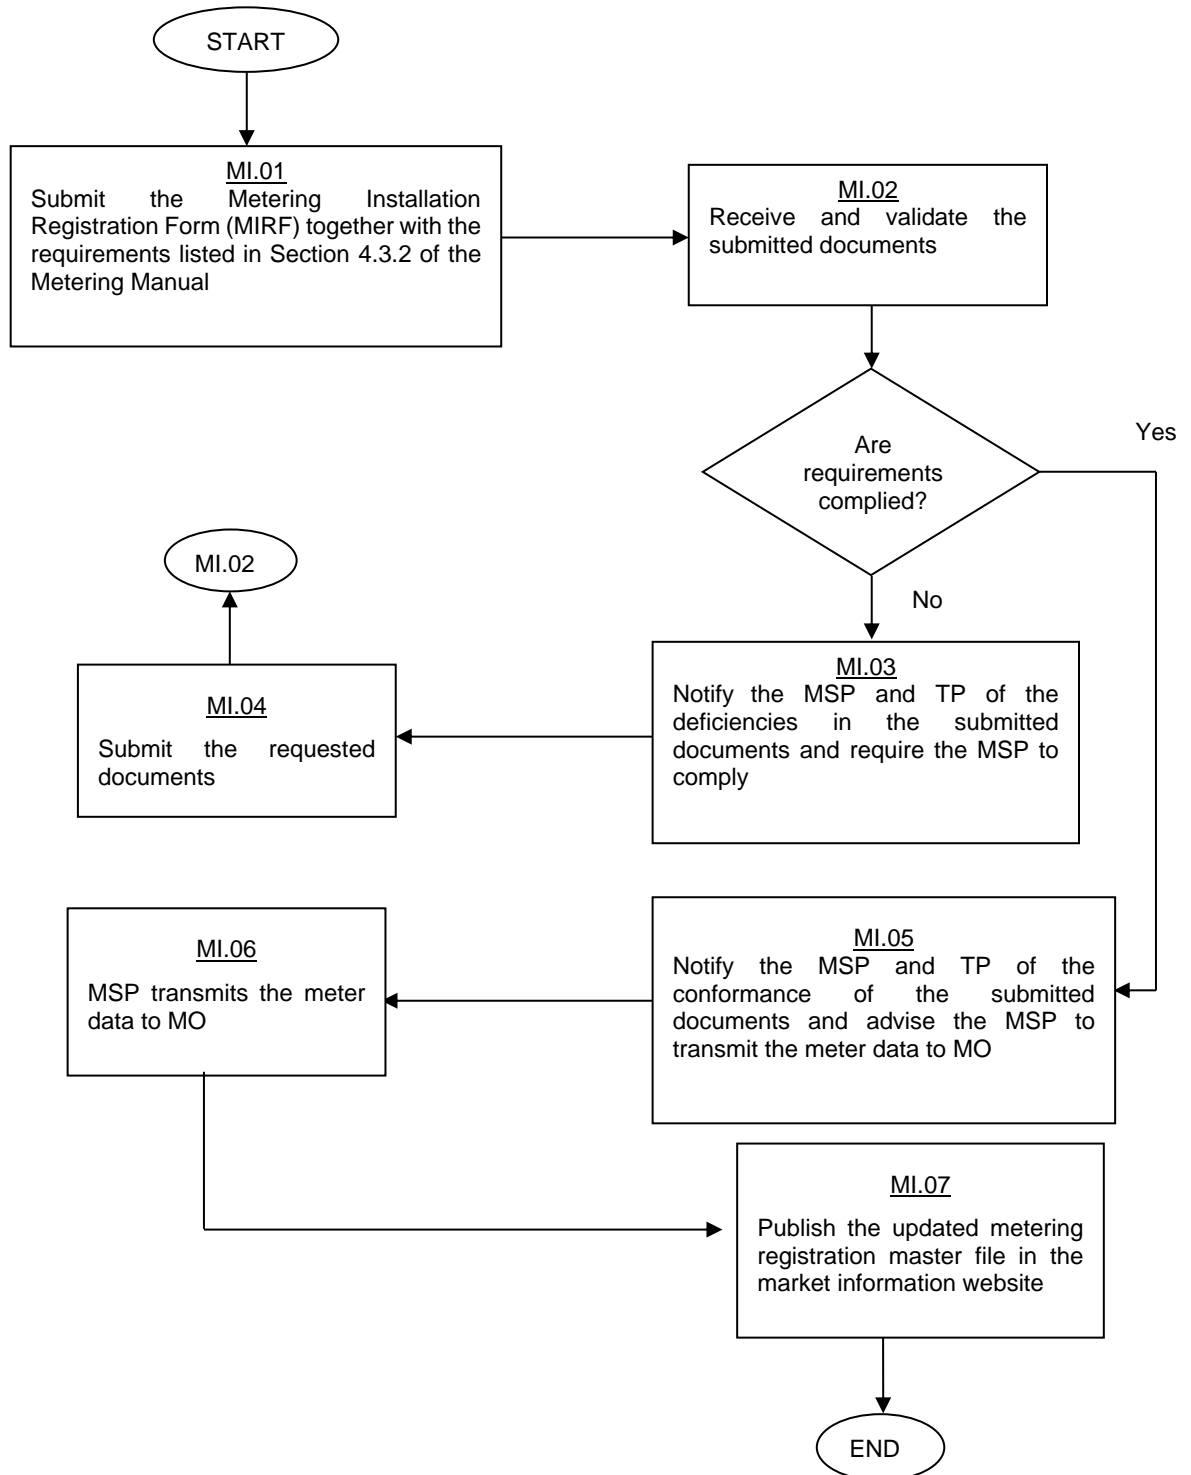 START
MI.01
Submit the Metering Installation
Registration Form (MIRF) together with the
requirements listed in Section 4.3.2 of the
Metering Manual
MI.02
Receive and validate the
submitted documents
Are
requirements
complied?
Yes
No
MI.03
Notify the MSP and TP of the
deficiencies in the submitted
documents and require the MSP to
comply
MI.04
Submit the requested
documents
MI.02
MI.05
Notify the MSP and TP of the
conformance of the submitted
documents and advise the MSP to
transmit the meter data to MO
MI.06
MSP transmits the meter
data to MO
MI.07
Publish the updated metering
registration master file in the
market information website
END